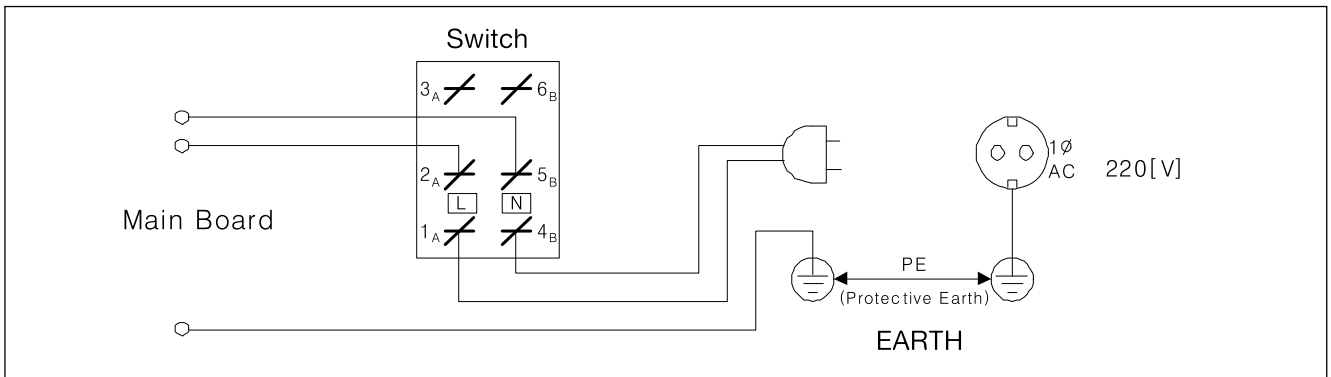 Switch
3A 6B
2A 5B
L N
1A 4B
Main Board
1Ø
AC 220[V]
PE
(Protective Earth)
EARTH